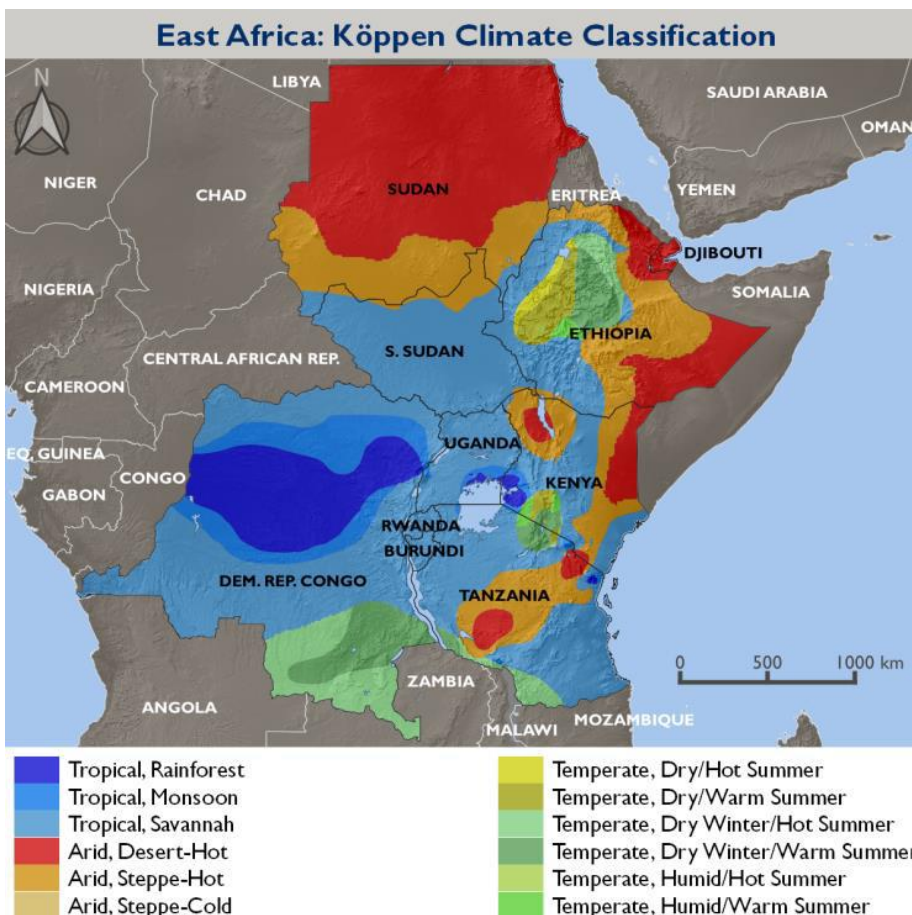 East Africa: Köppen Climate Classification
N
LIBYA
SAUDI ARABIA
OMAN
NIGER
CHAD
SUDAN
ERITREA
YEMEN
DJIBOUTI
NIGERIA
SOMALIA
ETHIOPIA
CENTRAL AFRICAN REP.
S. SUDAN
CAMEROON
UGANDA
EQ. GUINEA
CONGO
KENYA
GABON
RWANDA
BURUNDI
DEM. REP. CONGO
TANZANIA
0 500 1000 km
ZAMBIA
ANGOLA
MALAWI
MOZAMBIQUE
Tropical, Rainforest
Tropical, Monsoon
Tropical, Savannah
Arid, Desert-Hot
Arid, Steppe-Hot
Arid, Steppe-Cold
Temperate, Dry/Hot Summer
Temperate, Dry/Warm Summer
Temperate, Dry Winter/Hot Summer
Temperate, Dry Winter/Warm Summer
Temperate, Humid/Hot Summer
Temperate, Humid/Warm Summer